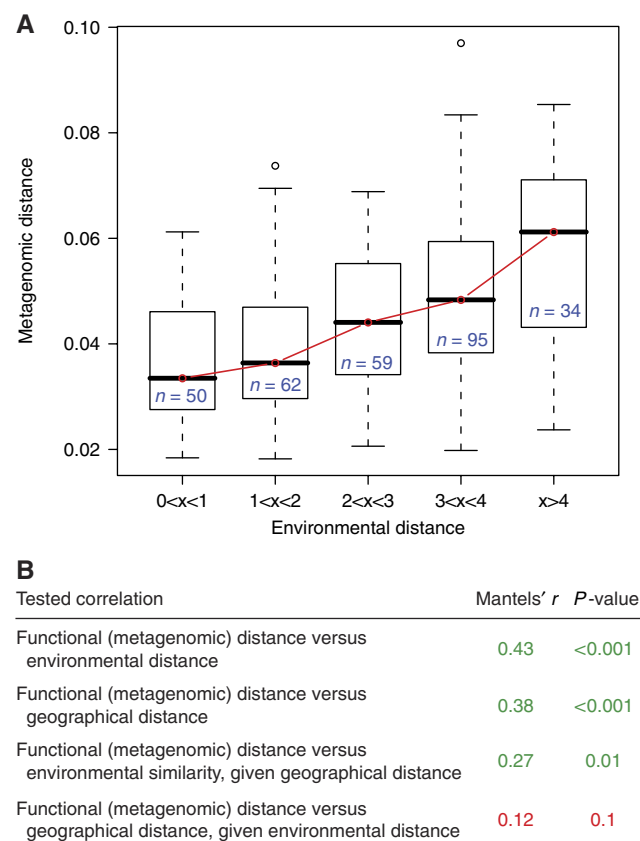 A
0.10
0.08
0.06
0.04
0.02
Metagenomic distance
n = 50
n = 62
n = 59
n = 95
n = 34
0<x<1
1<x<2
2<x<3
3<x<4
x>4
Environmental distance
B
Tested correlation Mantels′ r P-value
Functional (metagenomic) distance versus
environmental distance 0.43 <0.001
Functional (metagenomic) distance versus
geographical distance 0.38 <0.001
Functional (metagenomic) distance versus
environmental similarity, given geographical distance 0.27 0.01
Functional (metagenomic) distance versus
geographical distance, given environmental distance 0.12 0.1